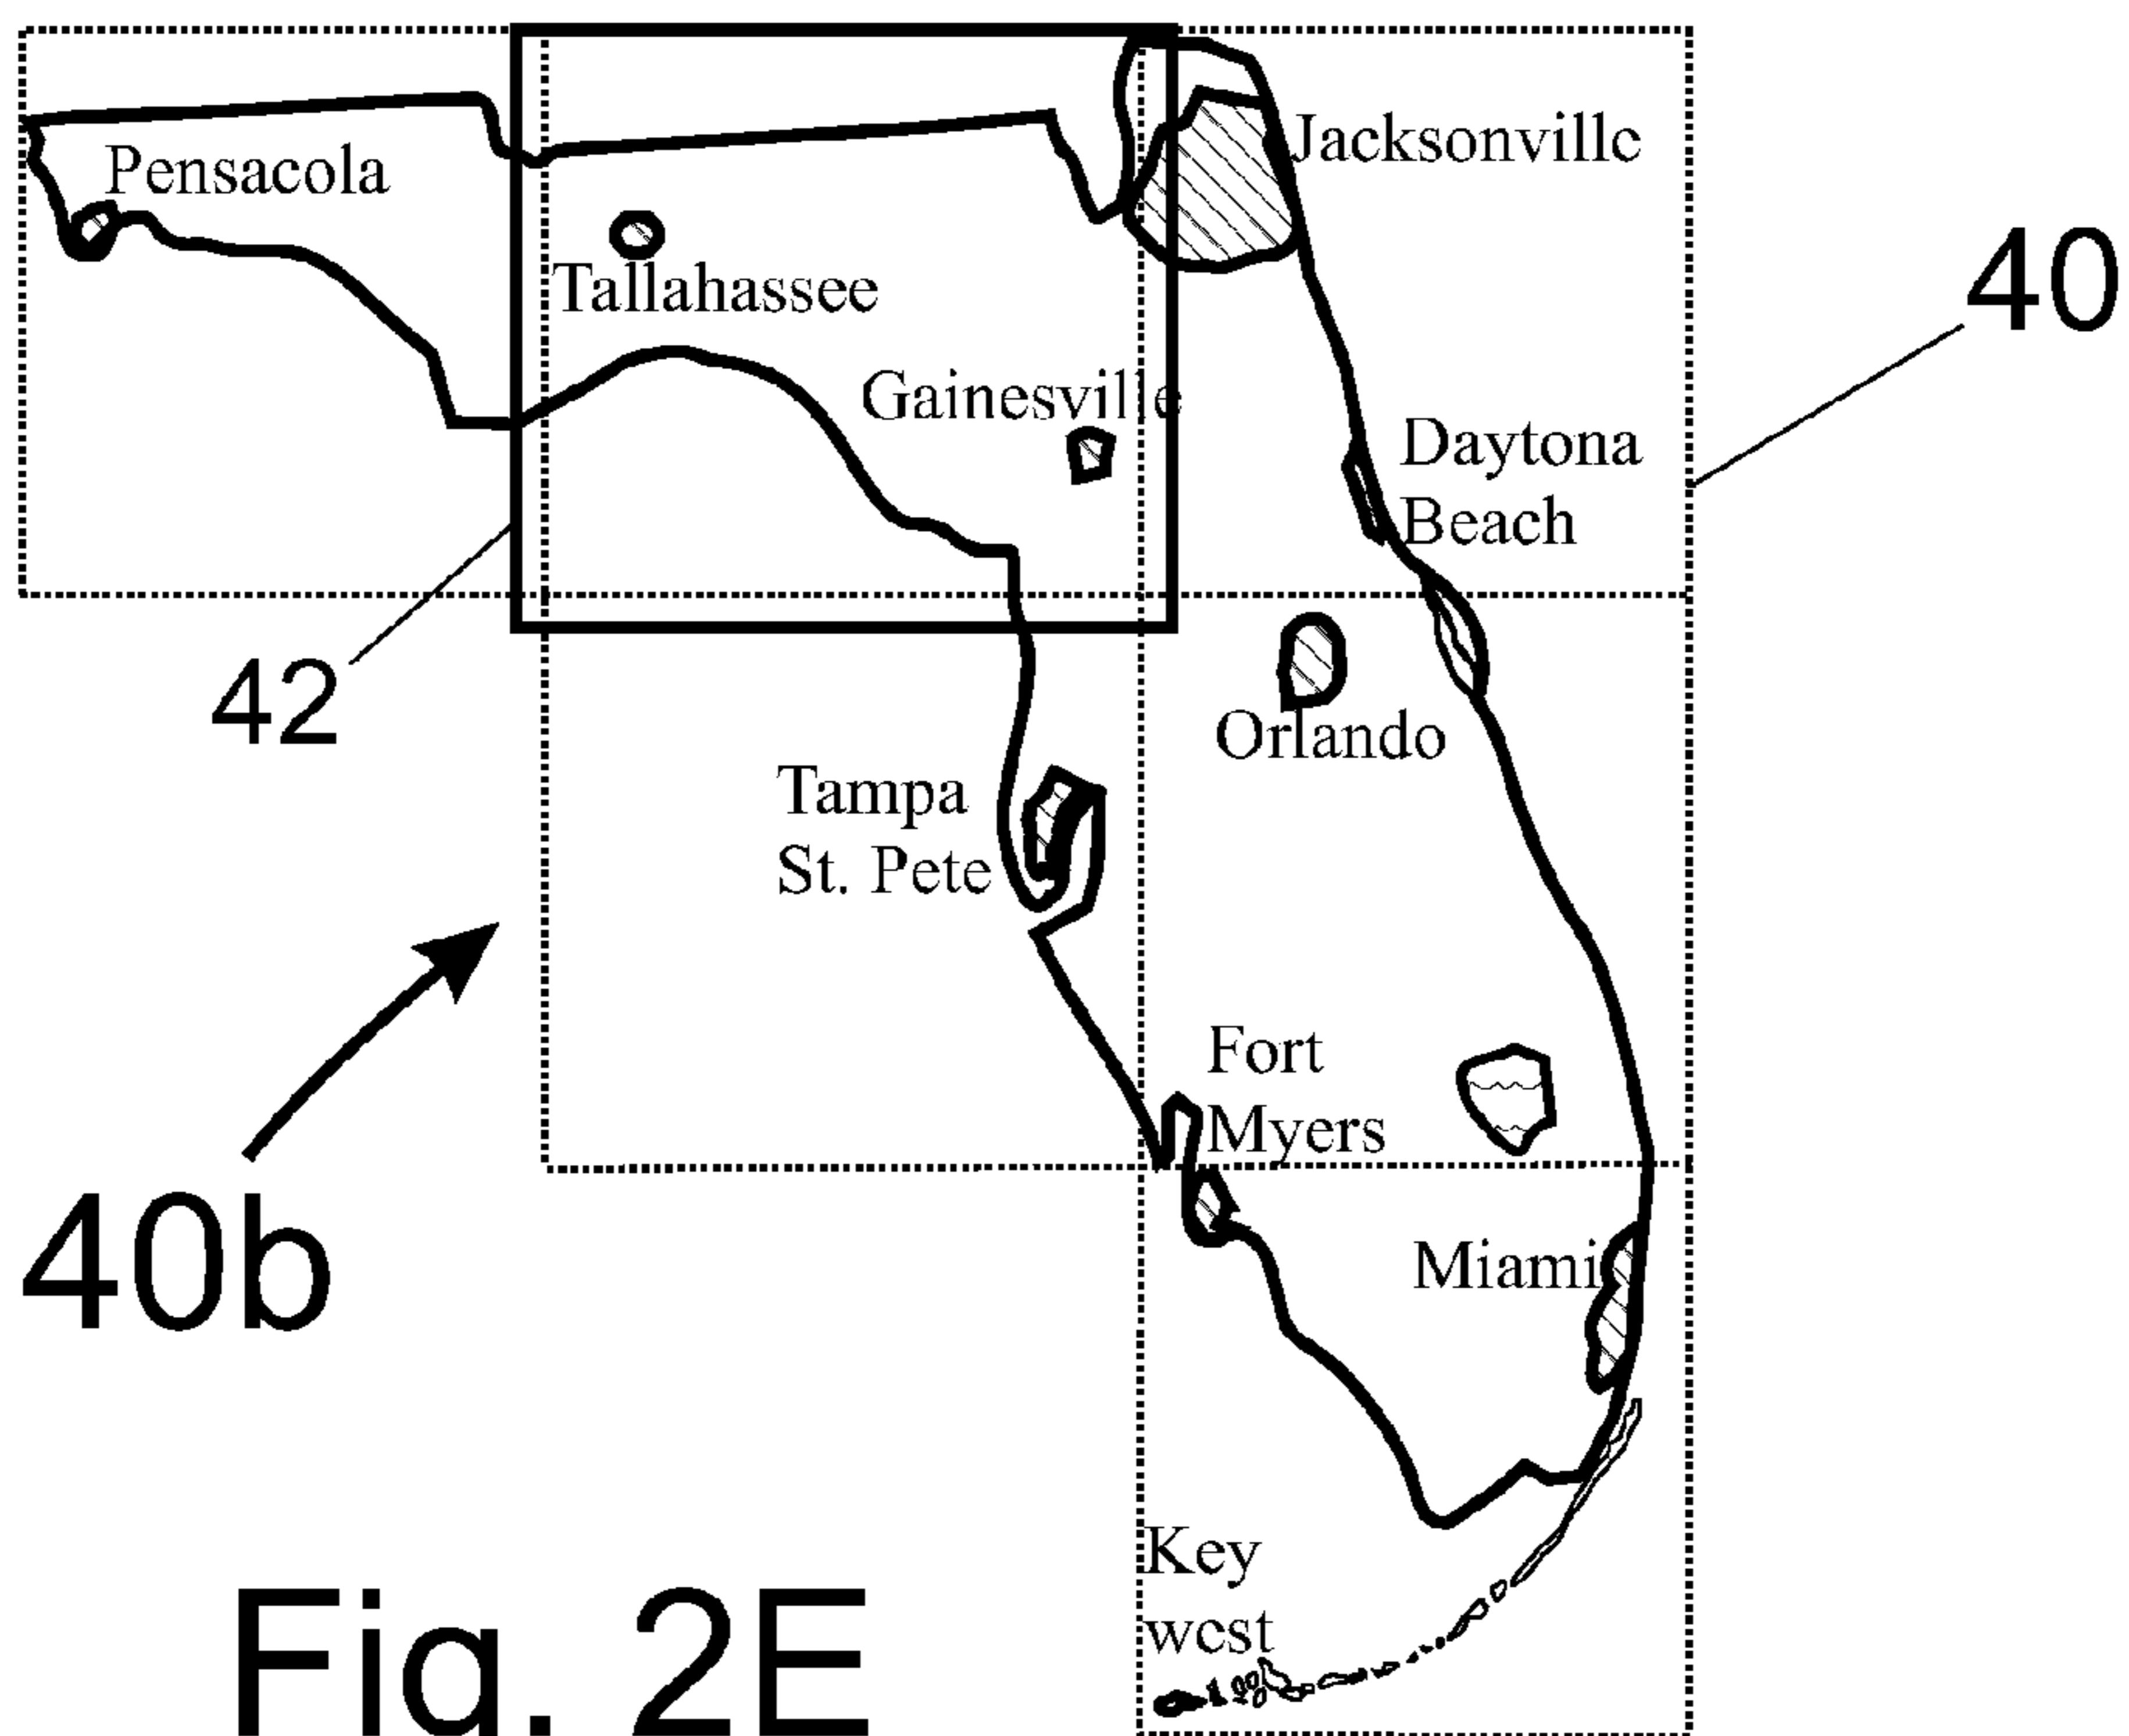 Jacksonville
Pensacola
40
Tallahassee
Gainesville
Daytona
Beach
42
Orlando
Tampa
St. Pete
Fort
Myers
40b
Miami
Key
west
Fig. 2E